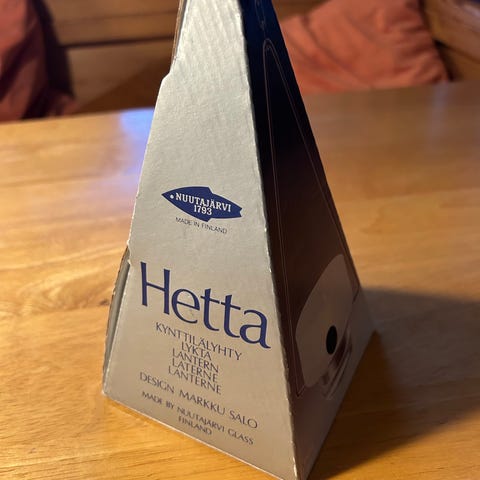 NUUTAJÄRVI
1793
MADE IN FINLAND
Hetta
KYNTTILÄLYHTY
LYKTA
LANTERN
LATERNE
LANTERNE
DESIGN MARKKU SALO
MADE BY NUUTAJÄRVI GLASS
FINLAND